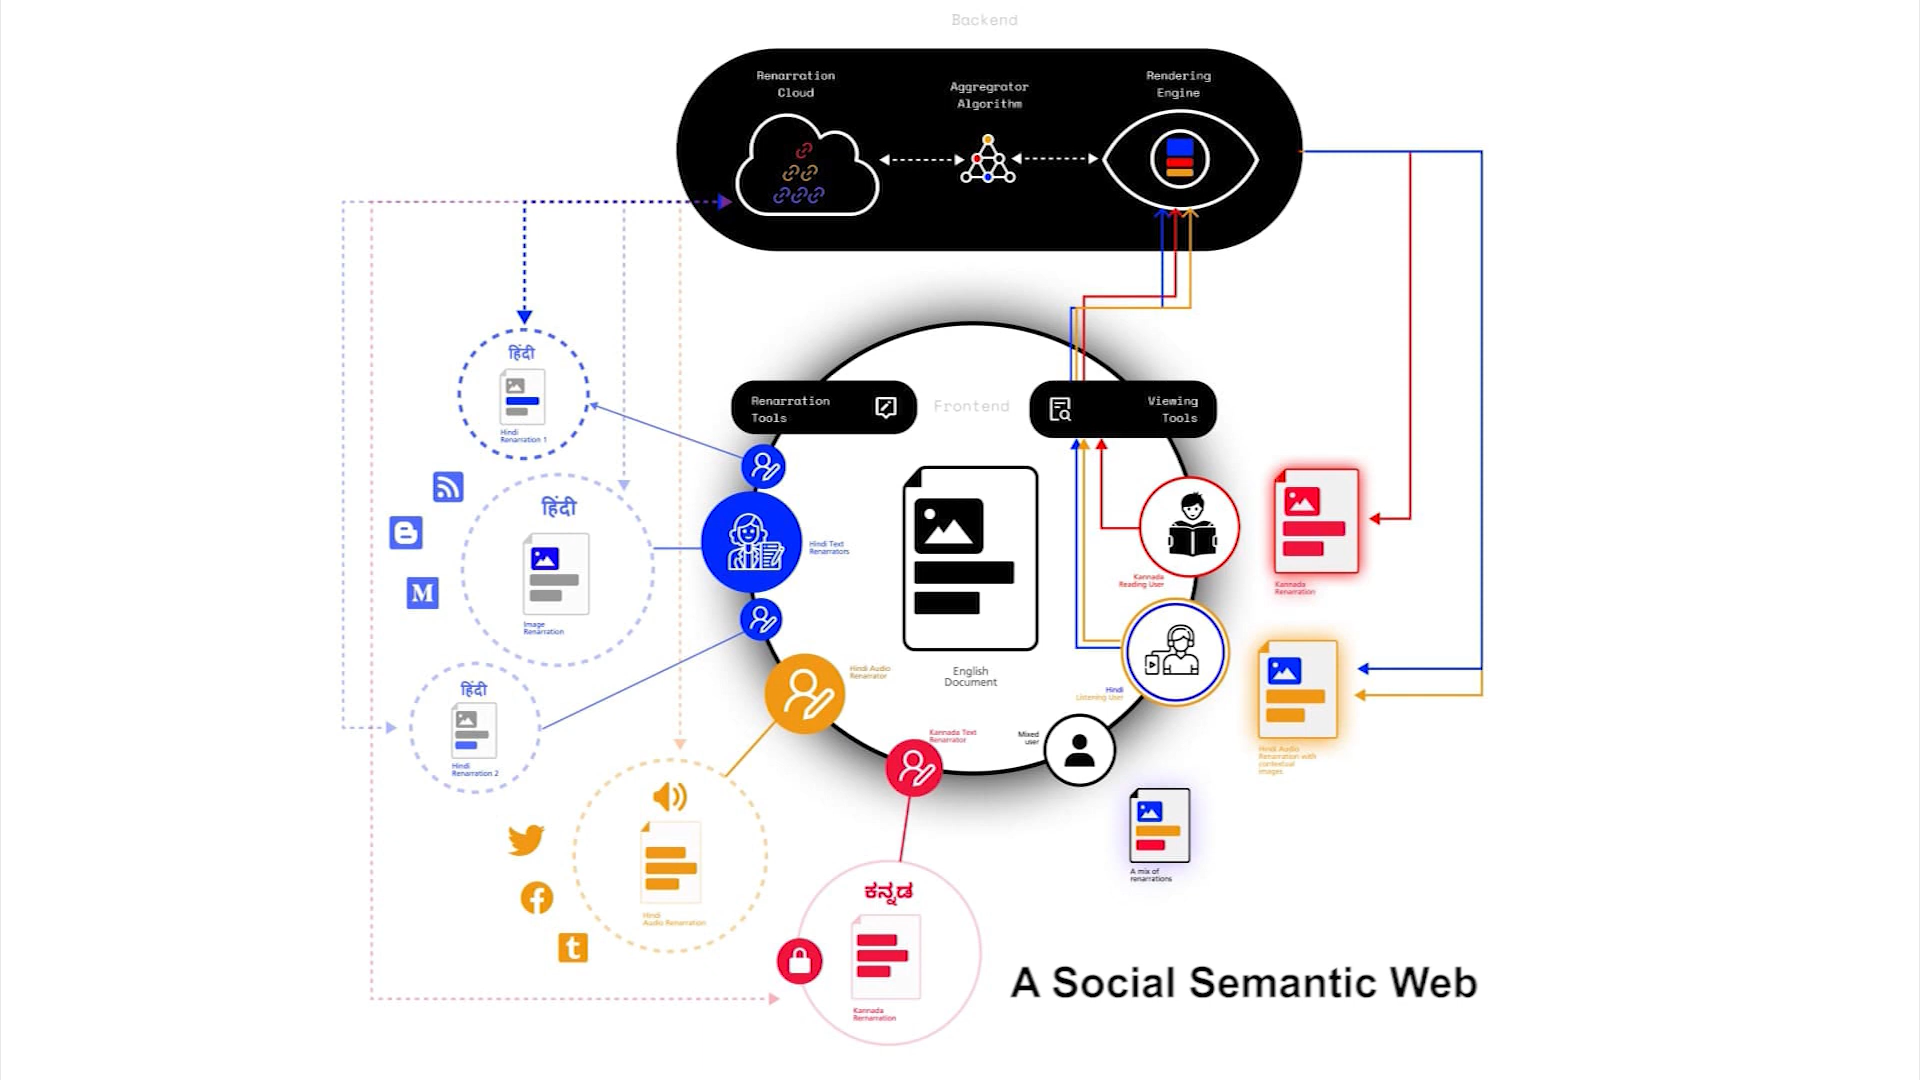 Backend
Renarration
Cloud
Aggregrator
Algorithm
Rendering
Engine
हिंदी
Hindi
Renarration 1
Renarration
Tools
Frontend
Viewing
Tools
हिंदी
Image
Renarration
M
Hindi Text
Renarrators
English
Document
Kannada
Reading User
Kannada
Renarration
Hindi
Listening User
Hindi Audio
Renarration with
contextual
images
हिंदी
Hindi
Renarration 2
Hindi Audio
Renarrator
Kannada Text
Renarrator
Mixed
user
A mix of
renarrations
Hindi
Audio Renarration
t
ಕನ್ನಡ
Kannada
Rernarration
A Social Semantic Web